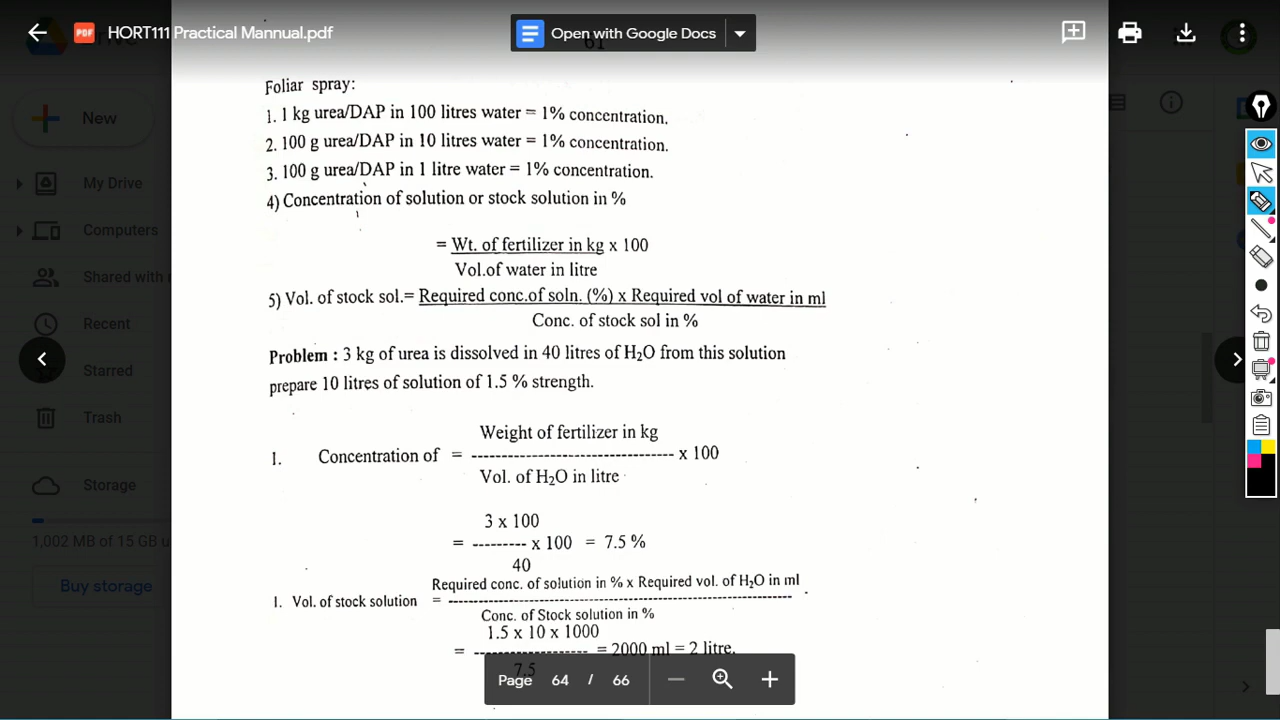 HORT111 Practical Mannual.pdf
Open with Google Docs
61
New
My Drive
Computers
Shared with
Recent
Starred
Trash
Storage
1,002 MB of 15 GB u
Buy storage
Foliar spray:
1. 1 kg urea/DAP in 100 litres water = 1% concentration.
2. 100 g urea/DAP in 10 litres water = 1% concentration.
3. 100 g urea/DAP in 1 litre water = 1% concentration.
4) Concentration of solution or stock solution in %
= Wt. of fertilizer in kg x 100
Vol.of water in litre
5) Vol. of stock sol.= Required conc.of soln. (%) x Required vol of water in ml
Conc. of stock sol in %
Problem : 3 kg of urea is dissolved in 40 litres of H₂O from this solution
prepare 10 litres of solution of 1.5 % strength.
Weight of fertilizer in kg
1. Concentration of = ---------------------------------- x 100
Vol. of H₂O in litre
3 x 100
= --------- x 100 = 7.5 %
40
Required conc. of solution in % x Required vol. of H₂O in ml
1. Vol. of stock solution = ------------------------------------------------------------
Conc. of Stock solution in %
1.5 x 10 x 1000
= ------------------- = 2000 ml = 2 litre.
7.5
Page 64 / 66